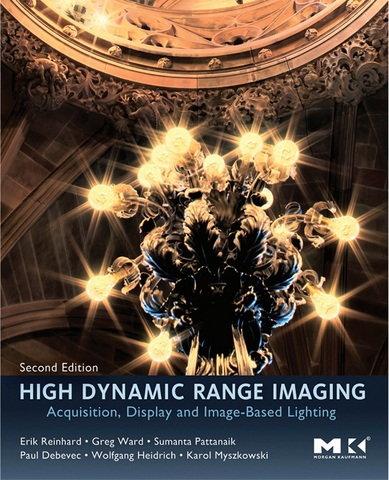 Second Edition
HIGH DYNAMIC RANGE IMAGING
Acquisition, Display and Image-Based Lighting
Erik Reinhard • Greg Ward • Sumanta Pattanaik
Paul Debevec • Wolfgang Heidrich • Karol Myszkowski
MK
MORGAN KAUFMANN